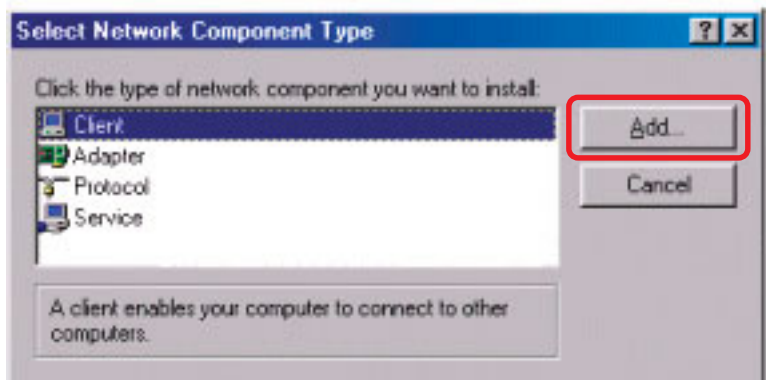 Select Network Component Type
Click the type of network component you want to install:
Client
Adapter
Protocol
Service
Add...
Cancel
A client enables your computer to connect to other
computers.